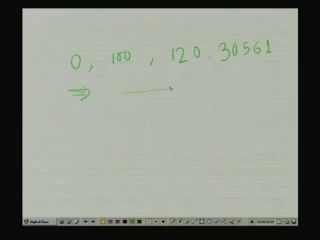 0, 100, 120.30561
⇒ →